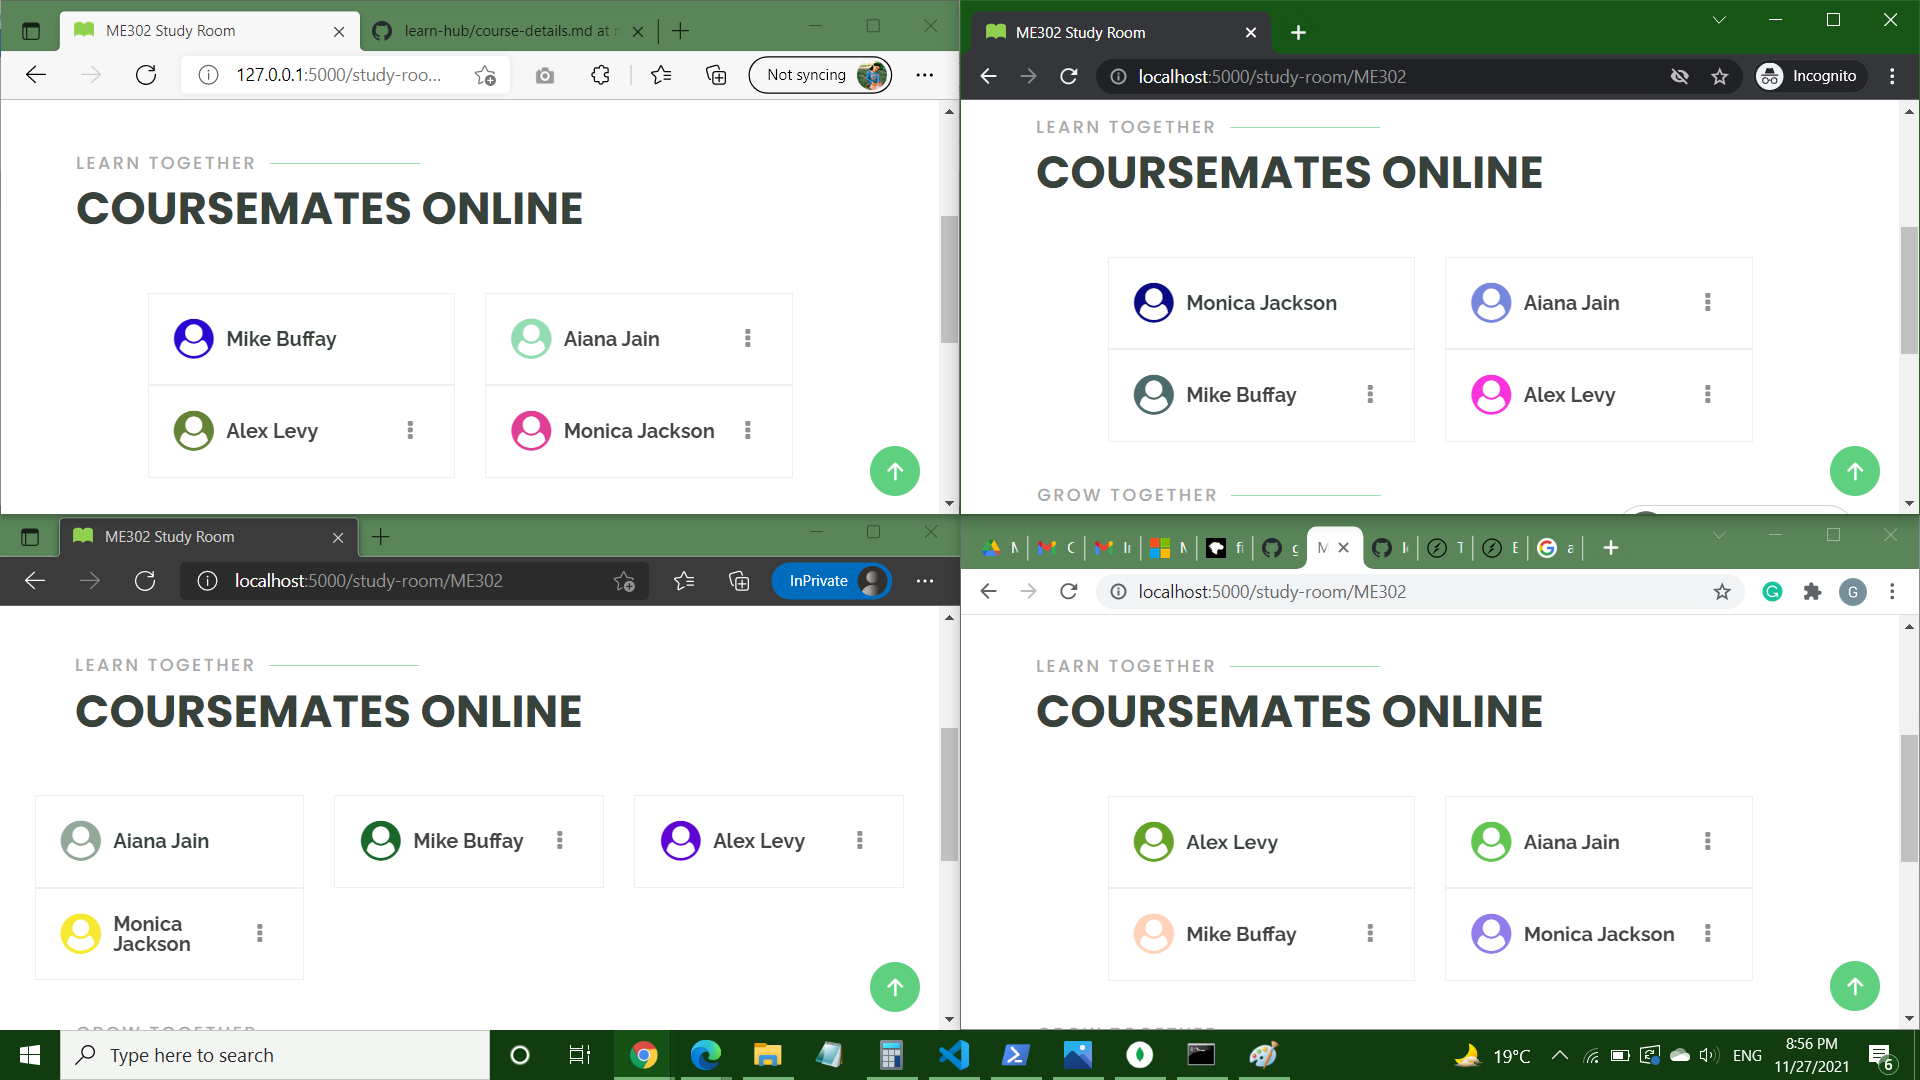 ME302 Study Room
learn-hub/course-details.md at
127.0.0.1:5000/study-roo...
Not syncing
LEARN TOGETHER
COURSEMATES ONLINE
Mike Buffay
Aiana Jain
Alex Levy
Monica Jackson
ME302 Study Room
localhost:5000/study-room/ME302
Incognito
LEARN TOGETHER
COURSEMATES ONLINE
Monica Jackson
Aiana Jain
Mike Buffay
Alex Levy
GROW TOGETHER
ME302 Study Room
localhost:5000/study-room/ME302
InPrivate
LEARN TOGETHER
COURSEMATES ONLINE
Aiana Jain
Mike Buffay
Alex Levy
Monica
Jackson
GROW TOGETHER
localhost:5000/study-room/ME302
G
LEARN TOGETHER
COURSEMATES ONLINE
Alex Levy
Aiana Jain
Mike Buffay
Monica Jackson
GROW TOGETHER
Type here to search
19°C
ENG
8:56 PM
11/27/2021
6